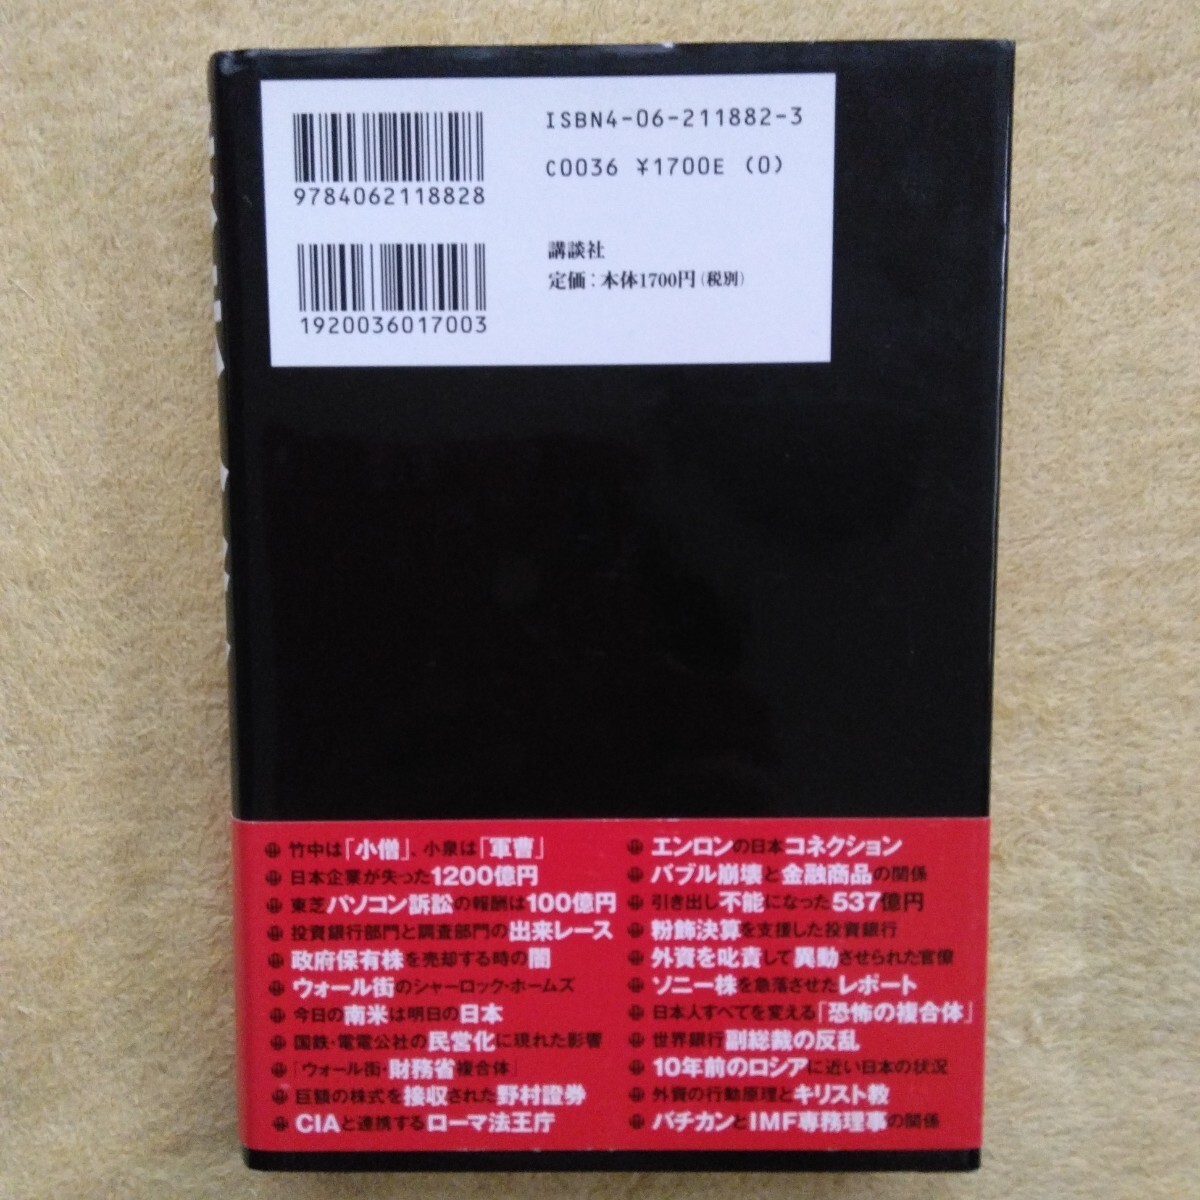 9784062118828
ISBN4-06-211882-3
C0036 ¥1700E (0)
1920036017003
講談社
定価：本体1700円（税別）
竹中は「小僧」、小泉は「軍曹」
日本企業が失った1200億円
東芝パソコン訴訟の報酬は100億円
投資銀行部門と調査部門の出来レース
政府保有株を売却する時の闇
ウォール街のシャーロック・ホームズ
今日の南米は明日の日本
国鉄・電電公社の民営化に現れた影響
「ウォール街・財務省複合体」
巨額の株式を接収された野村證券
CIAと連携するローマ法王庁
エンロンの日本コネクション
バブル崩壊と金融商品の関係
引き出し不能になった537億円
粉飾決算を支援した投資銀行
外資を叱責して異動させられた官僚
ソニー株を急落させたレポート
日本人すべてを変える「恐怖の複合体」
世界銀行副総裁の反乱
10年前のロシアに近い日本の状況
外資の行動原理とキリスト教
バチカンとIMF専務理事の関係